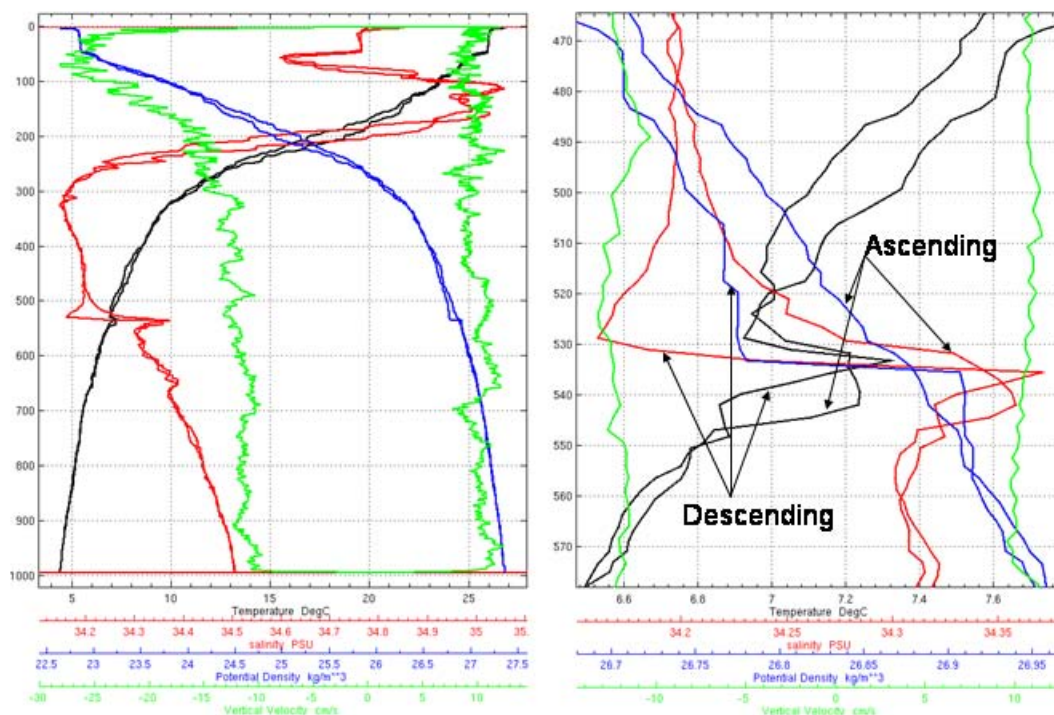 0
100
200
300
400
500
600
700
800
900
1000
5 10 15 20 25
Temperature DegC
34.2 34.3 34.4 34.5 34.6 34.7 34.8 34.9 35 35.
salinity PSU
22.5 23 23.5 24 24.5 25 25.5 26 26.5 27 27.5
Potential Density kg/m**3
-30 -25 -20 -15 -10 -5 0 5 10
Vertical Velocity cm/s
470
480
490
500
510
520
530
540
550
560
570
Ascending
Descending
6.6 6.8 7 7.2 7.4 7.6
Temperature DegC
34.2 34.25 34.3 34.35
salinity PSU
26.7 26.75 26.8 26.85 26.9 26.95
Potential Density kg/m**3
-10 -5 0 5 10
Vertical Velocity cm/s